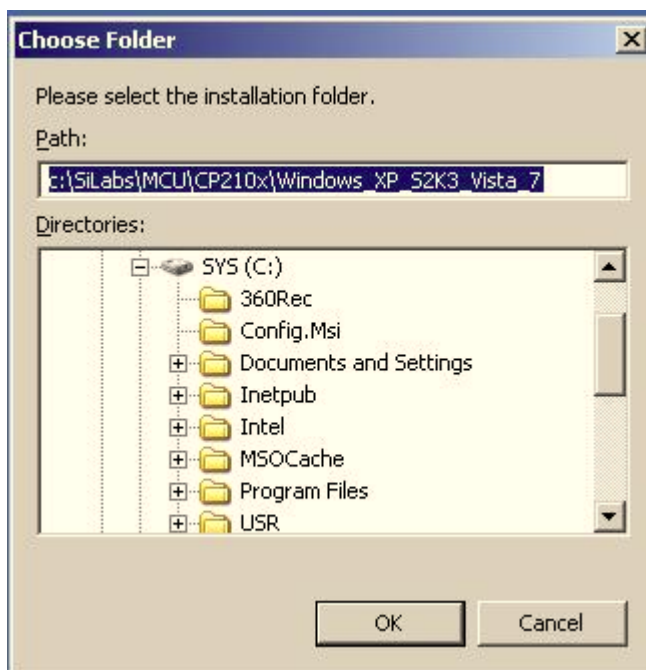 Choose Folder
Please select the installation folder.
Path:
c:\SiLabs\MCU\CP210x\Windows_XP_S2K3_Vista_7
Directories:
SYS (C:)
360Rec
Config.Msi
Documents and Settings
Inetpub
Intel
MSOCache
Program Files
USR
OK
Cancel